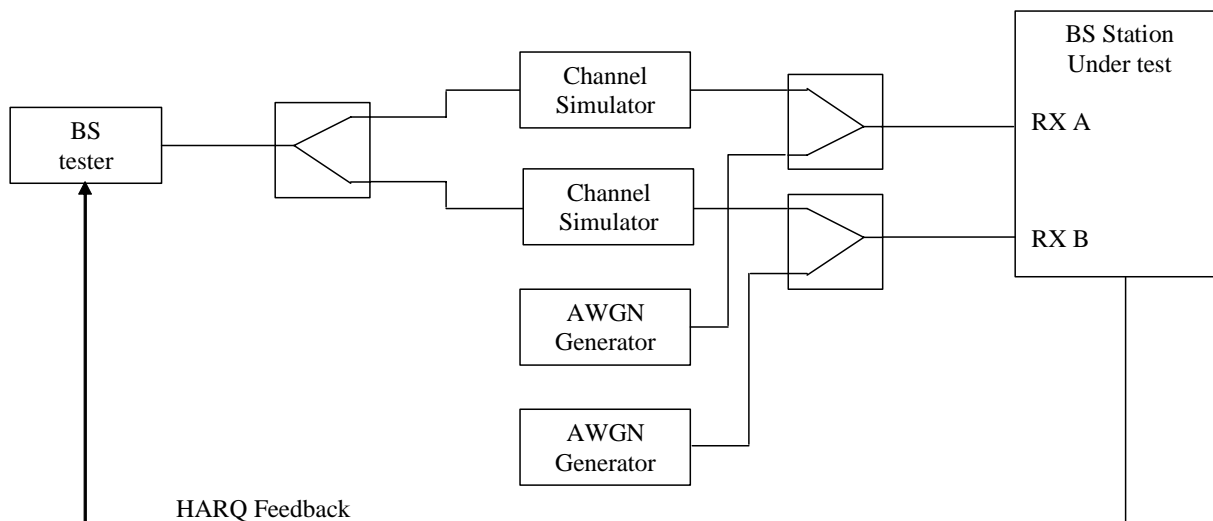 BS Station
Under test
Channel
Simulator
BS
tester
RX A
Channel
Simulator
RX B
AWGN
Generator
AWGN
Generator
HARQ Feedback